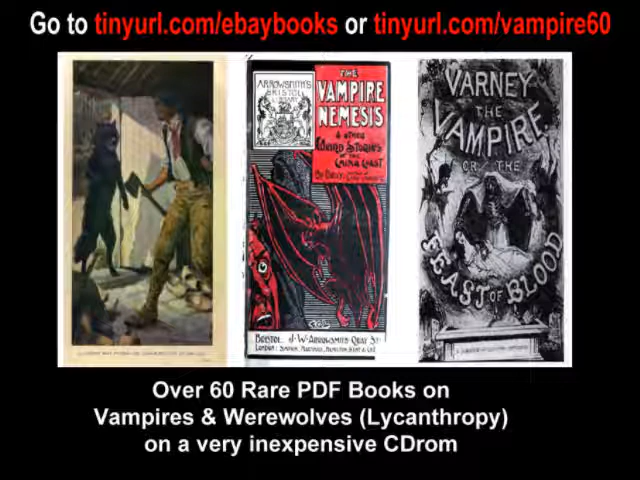 Go to tinyurl.com/ebaybooks or tinyurl.com/vampire60
ARROWSMITH'S
BRISTOL
LIBRARY
THE
VAMPIRE
NEMESIS
& OTHER
WEIRD STORIES
OF THE
CHINA COAST
VARNEY
THE
VAMPIRE.
OR THE
FEAST OF BLOOD
BRISTOL J. W. ARROWSMITH QUAY ST
Over 60 Rare PDF Books on
Vampires & Werewolves (Lycanthropy)
on a very inexpensive CDrom